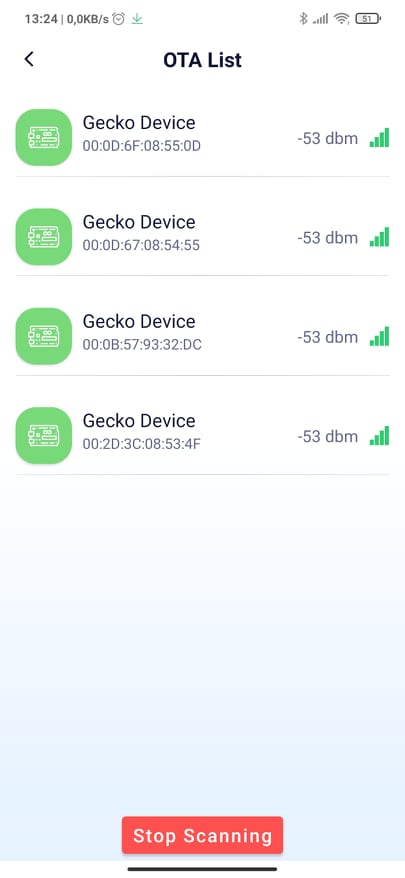 13:24 | 0,0KB/s
51
OTA List
Gecko Device
00:0D:6F:08:55:0D
-53 dbm
Gecko Device
00:0D:67:08:54:55
-53 dbm
Gecko Device
00:0B:57:93:32:DC
-53 dbm
Gecko Device
00:2D:3C:08:53:4F
-53 dbm
Stop Scanning